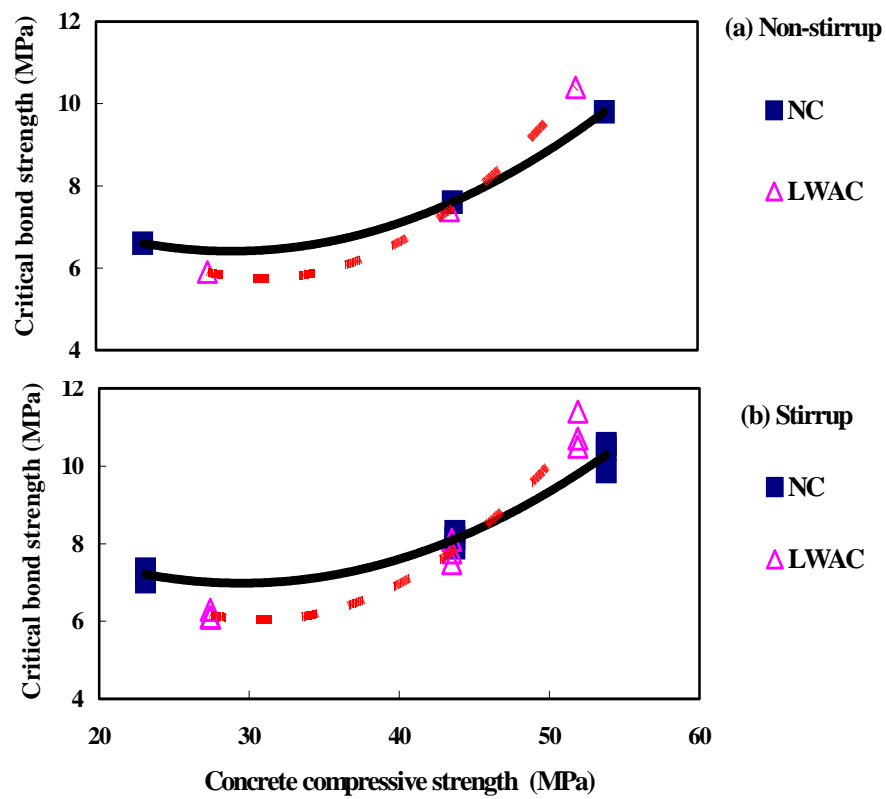 12
10
8
6
4
Critical bond strength (MPa)
(a) Non-stirrup
NC
LWAC
12
10
8
6
4
Critical bond strength (MPa)
(b) Stirrup
NC
LWAC
20 30 40 50 60
Concrete compressive strength (MPa)